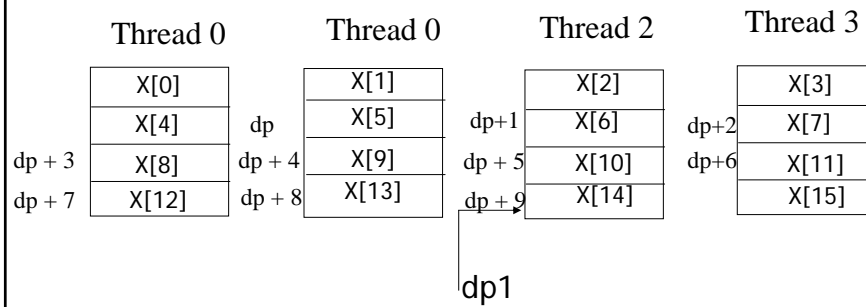 Thread 0 Thread 0 Thread 2 Thread 3
X[0] X[1] X[2] X[3]
X[4] dp X[5] dp+1 X[6] dp+2 X[7]
dp + 3 X[8] dp + 4 X[9] dp + 5 X[10] dp+6 X[11]
dp + 7 X[12] dp + 8 X[13] dp + 9 X[14] X[15]
dp1